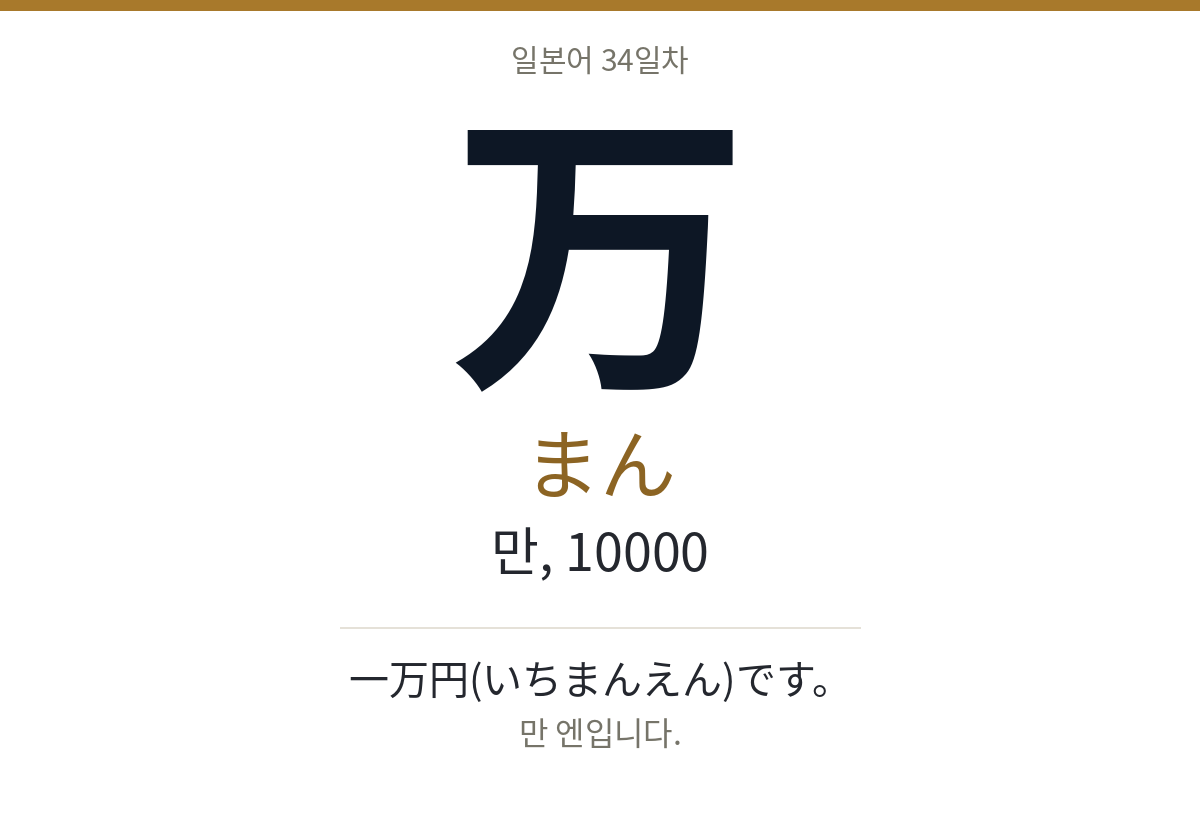 일본어 34일차
万
まん
만, 10000
一万円(いちまんえん)です。
만 엔입니다.